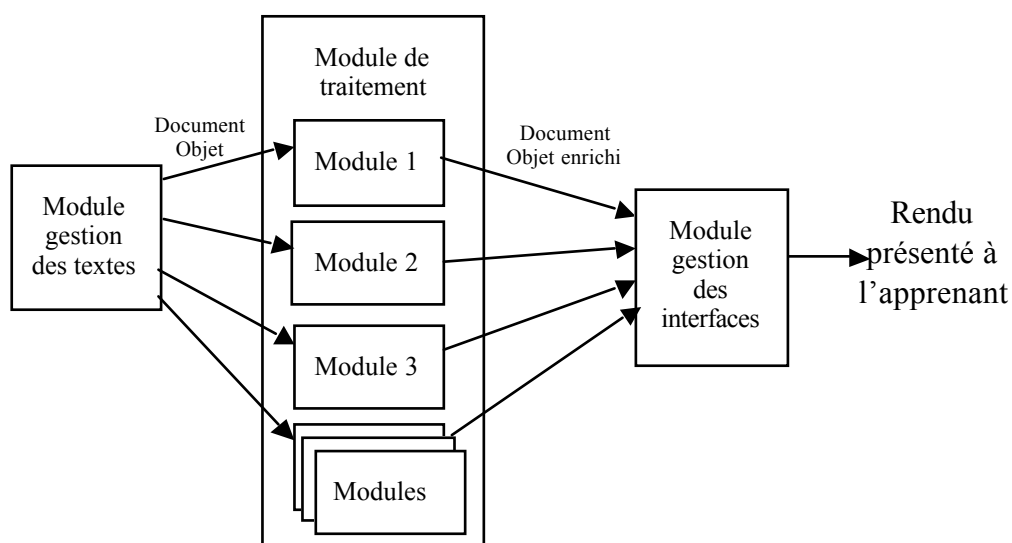 Module de
traitement
Document
Objet
Module 1
Document
Objet enrichi
Module
gestion
des textes
Module 2
Module 3
Modules
Module
gestion
des
interfaces
Rendu
présenté à
l’apprenant